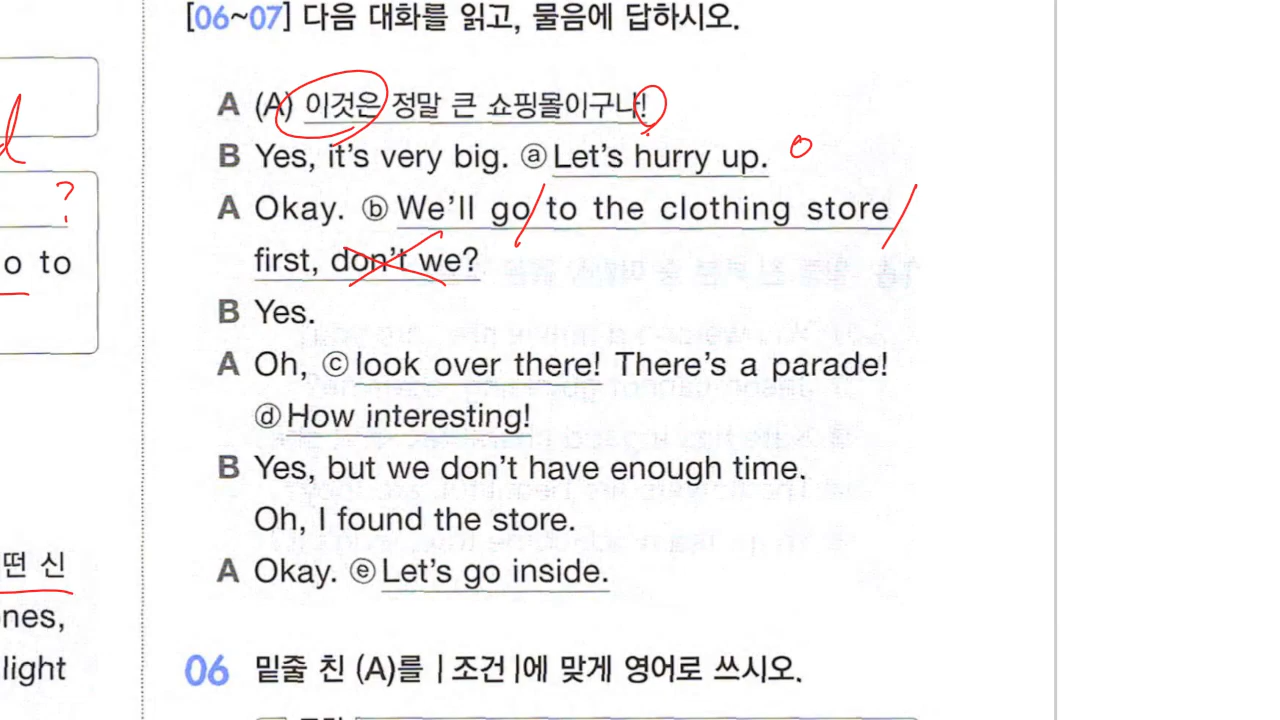 [06~07] 다음 대화를 읽고, 물음에 답하시오.
d
A (A) 이것은 정말 큰 쇼핑몰이구나!
B Yes, it's very big. ⓐ Let's hurry up.
?
A Okay. ⓑ We'll go to the clothing store
first, don't we?
o to
B Yes.
A Oh, ⓒ look over there! There's a parade!
ⓓ How interesting!
B Yes, but we don't have enough time.
Oh, I found the store.
떤 신
A Okay. ⓔ Let's go inside.
nes,
light
06 밑줄 친 (A)를 | 조건 |에 맞게 영어로 쓰시오.